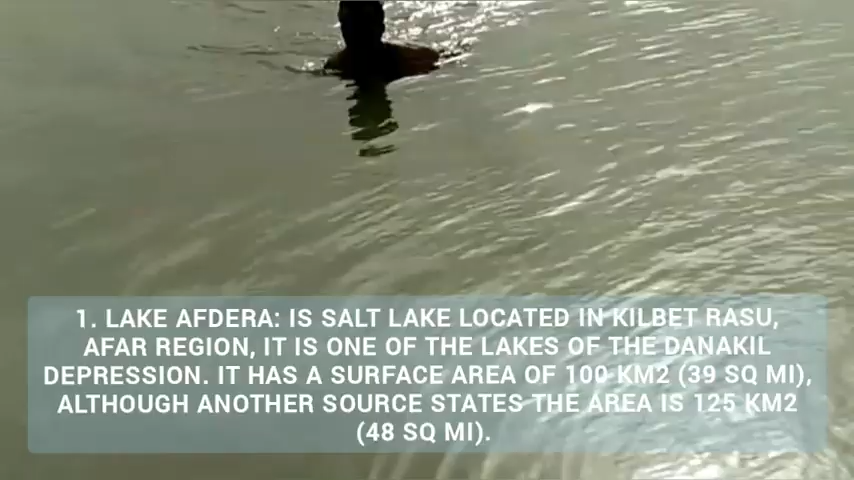 1. LAKE AFDERA: IS SALT LAKE LOCATED IN KILBET RASU,
AFAR REGION, IT IS ONE OF THE LAKES OF THE DANAKIL
DEPRESSION. IT HAS A SURFACE AREA OF 100 KM2 (39 SQ MI),
ALTHOUGH ANOTHER SOURCE STATES THE AREA IS 125 KM2
(48 SQ MI).